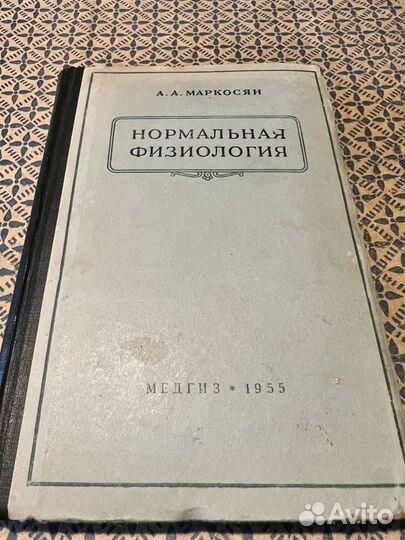 А. А. МАРКОСЯН
НОРМАЛЬНАЯ
ФИЗИОЛОГИЯ
МЕДГИЗ * 1955
Avito